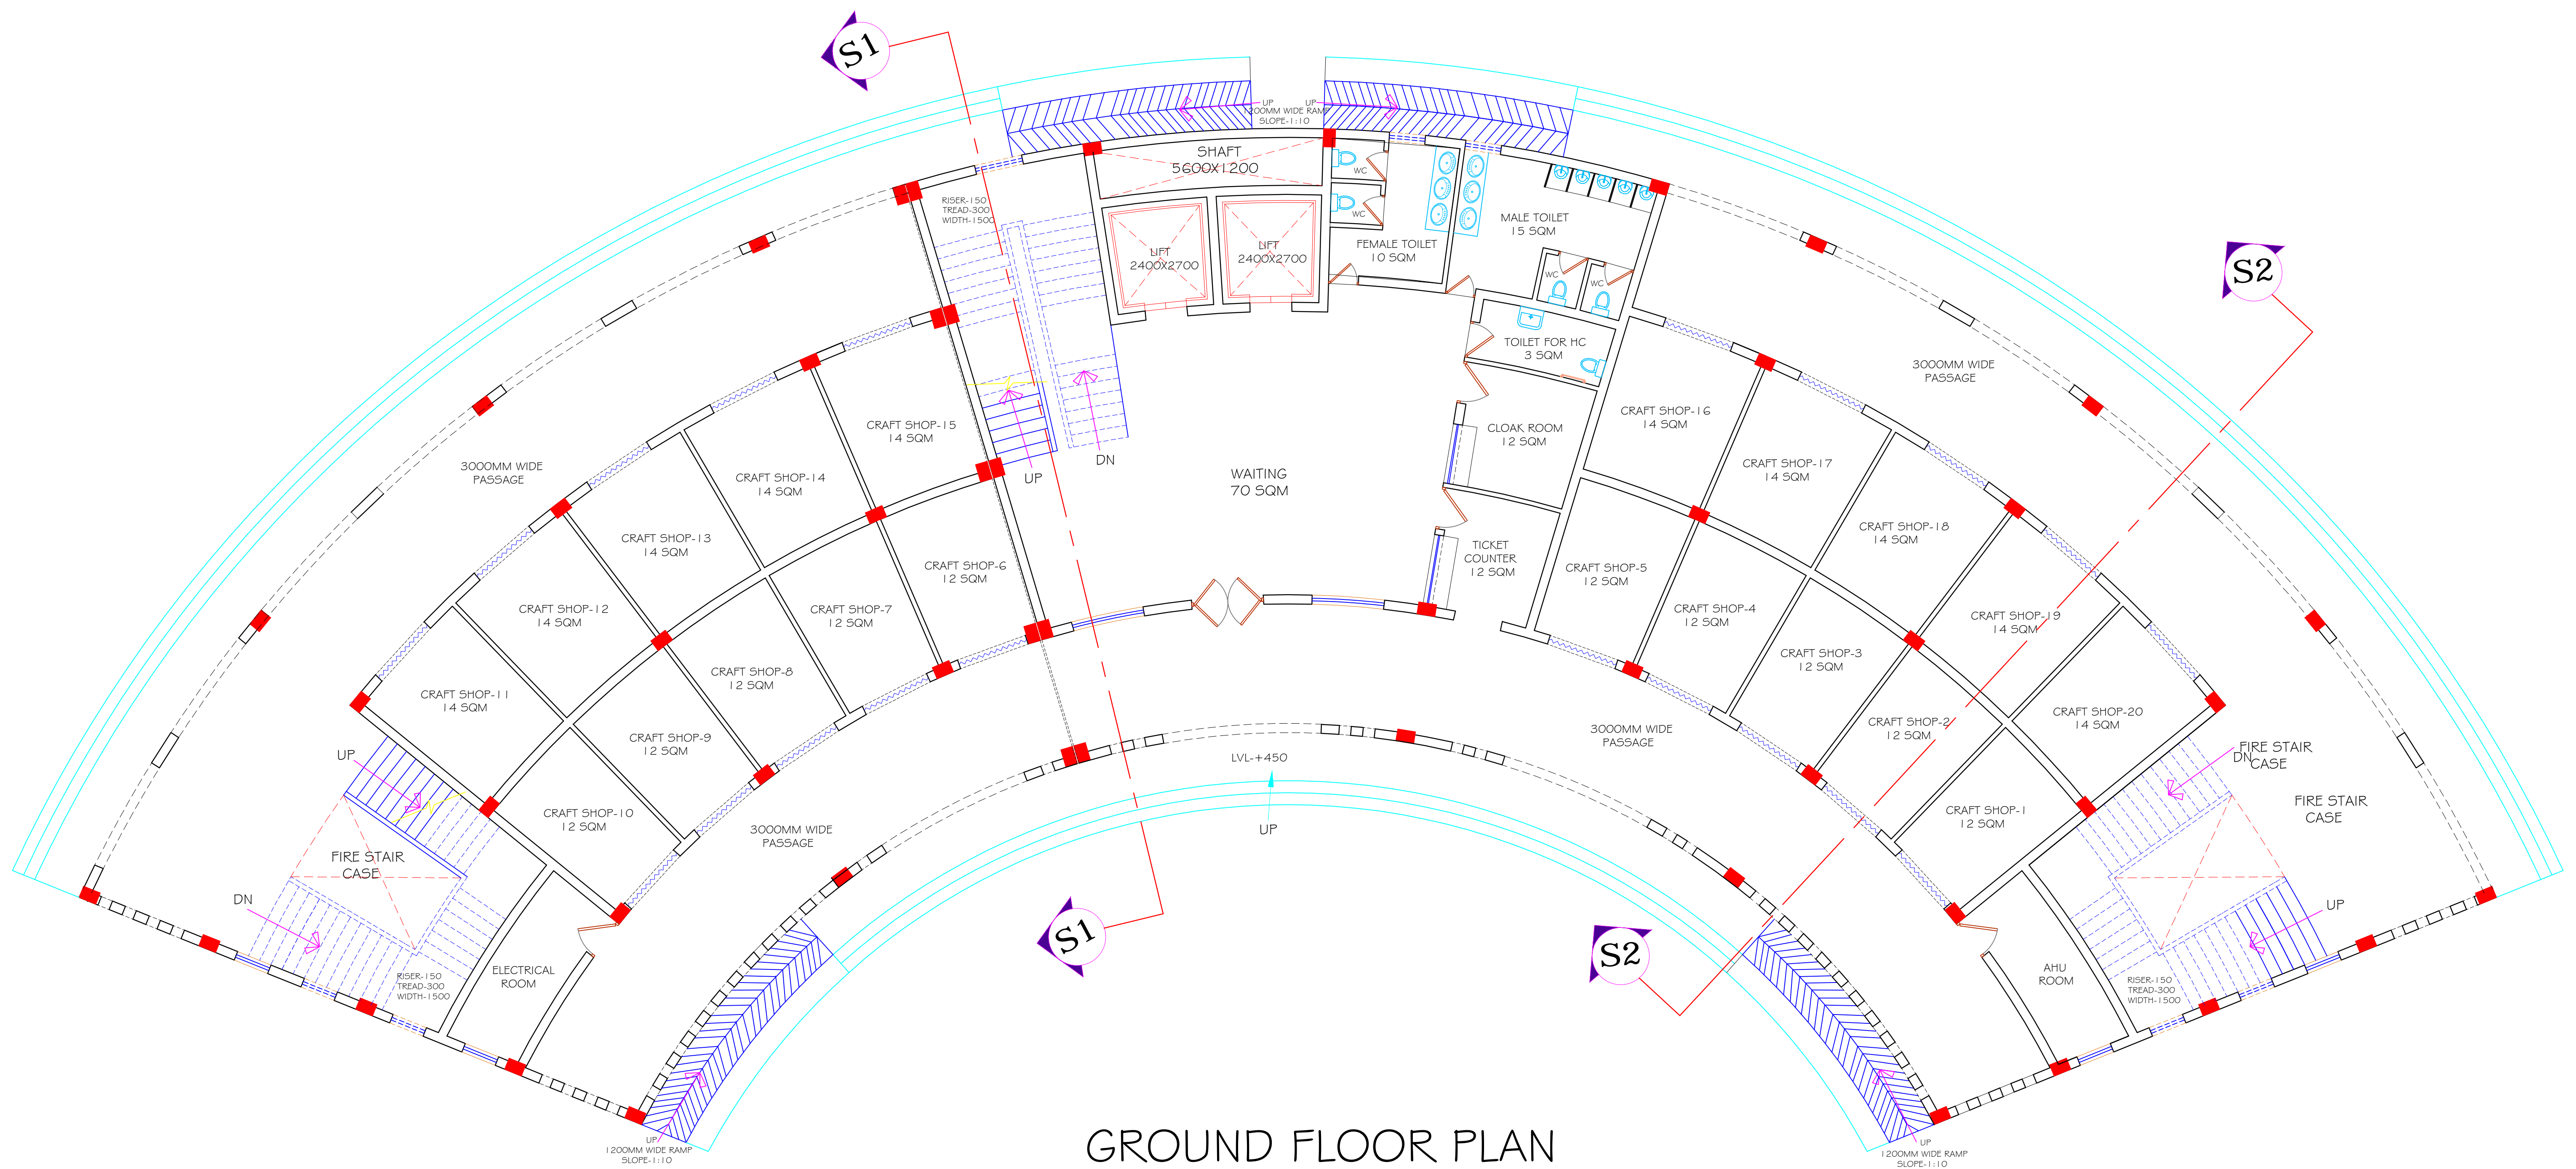 S1
UP
UP
1200MM WIDE RAMP
SLOPE-1:10
SHAFT
5600X1200
WC
WC
RISER-150
TREAD-300
WIDTH-1500
LIFT
2400X2700
LIFT
2400X2700
FEMALE TOILET
10 SQM
MALE TOILET
15 SQM
WC
WC
TOILET FOR HC
3 SQM
S2
3000MM WIDE
PASSAGE
CRAFT SHOP-15
14 SQM
CRAFT SHOP-14
14 SQM
CRAFT SHOP-13
14 SQM
CRAFT SHOP-12
14 SQM
CRAFT SHOP-11
14 SQM
3000MM WIDE
PASSAGE
UP
DN
WAITING
70 SQM
CLOAK ROOM
12 SQM
TICKET
COUNTER
12 SQM
CRAFT SHOP-16
14 SQM
CRAFT SHOP-17
14 SQM
CRAFT SHOP-18
14 SQM
CRAFT SHOP-19
14 SQM
CRAFT SHOP-20
14 SQM
CRAFT SHOP-6
12 SQM
CRAFT SHOP-7
12 SQM
CRAFT SHOP-8
12 SQM
CRAFT SHOP-9
12 SQM
CRAFT SHOP-10
12 SQM
CRAFT SHOP-5
12 SQM
CRAFT SHOP-4
12 SQM
CRAFT SHOP-3
12 SQM
CRAFT SHOP-2
12 SQM
CRAFT SHOP-1
12 SQM
3000MM WIDE
PASSAGE
3000MM WIDE
PASSAGE
LVL-+450
UP
UP
FIRE STAIR
CASE
DN
RISER-150
TREAD-300
WIDTH-1500
ELECTRICAL
ROOM
FIRE STAIR
CASE
DN
FIRE STAIR
CASE
UP
AHU
ROOM
RISER-150
TREAD-300
WIDTH-1500
S1
S2
UP
1200MM WIDE RAMP
SLOPE-1:10
UP
1200MM WIDE RAMP
SLOPE-1:10
GROUND FLOOR PLAN